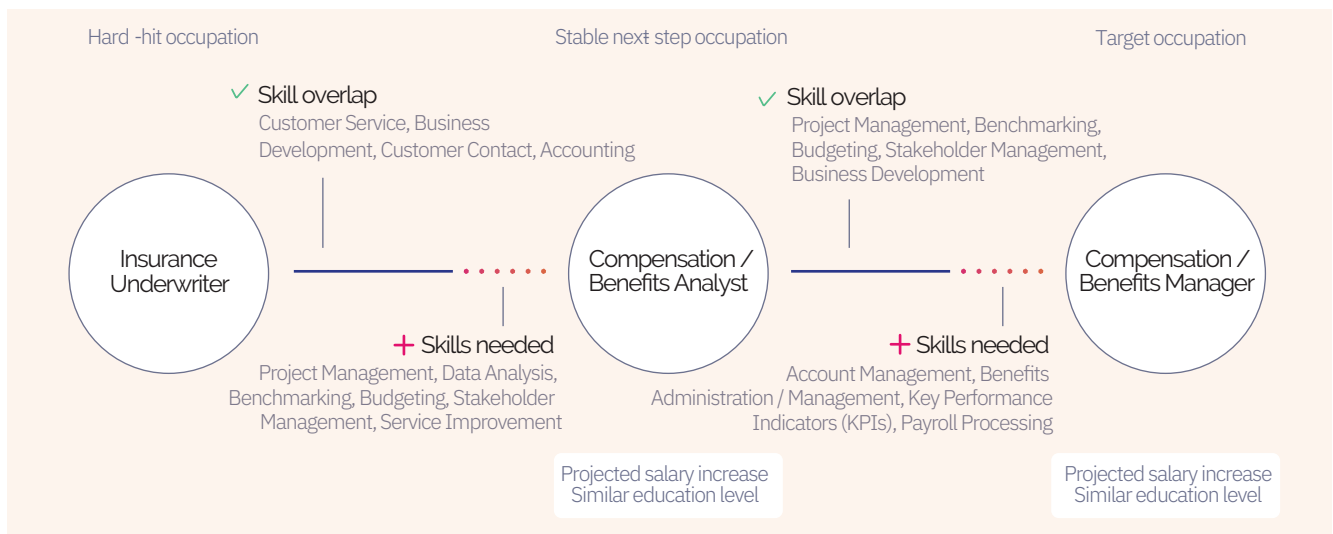 Hard -hit occupation
Stable next step occupation
Target occupation
Skill overlap
Customer Service, Business
Development, Customer Contact, Accounting
Skill overlap
Project Management, Benchmarking,
Budgeting, Stakeholder Management,
Business Development
Insurance
Underwriter
Compensation /
Benefits Analyst
Compensation /
Benefits Manager
Skills needed
Project Management, Data Analysis,
Benchmarking, Budgeting, Stakeholder
Management, Service Improvement
Skills needed
Account Management, Benefits
Administration / Management, Key Performance
Indicators (KPIs), Payroll Processing
Projected salary increase
Similar education level
Projected salary increase
Similar education level